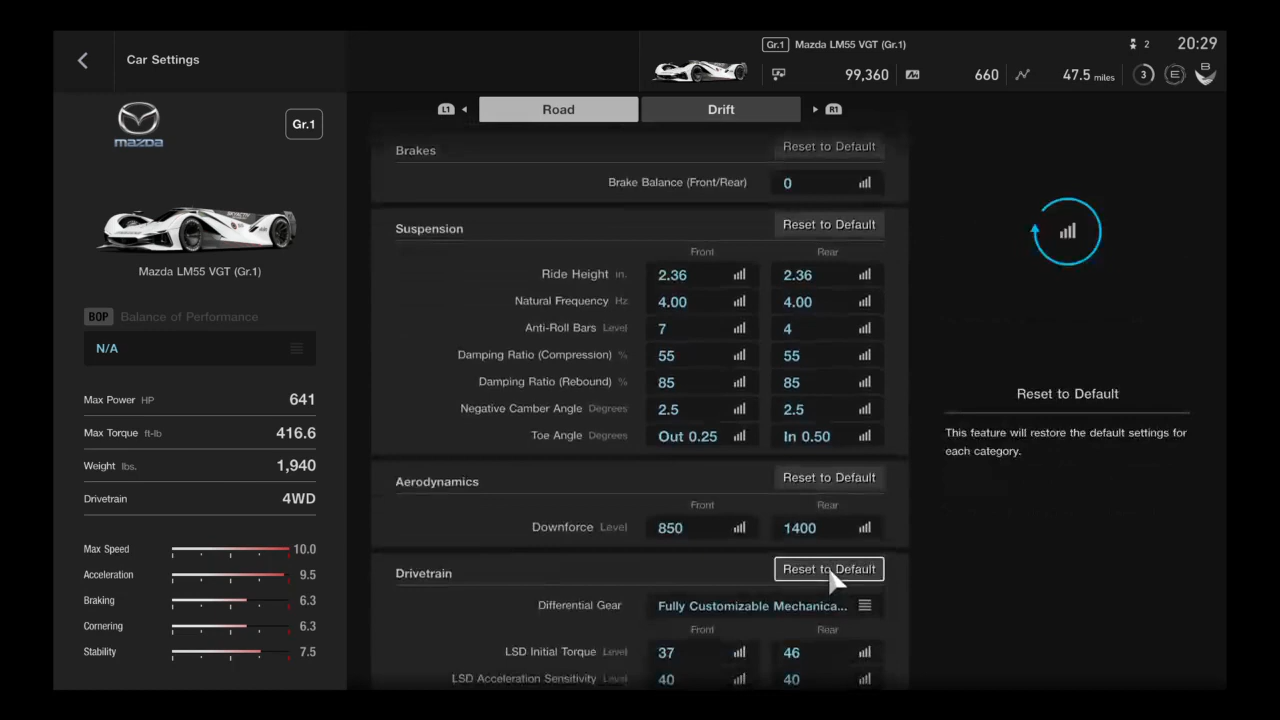 Car Settings
Gr.1 Mazda LM55 VGT (Gr.1)
2 20:29
99,360 660 47.5 miles 3 E B
mazda
Gr.1
Mazda LM55 VGT (Gr.1)
BOP Balance of Performance
N/A
Max Power HP 641
Max Torque ft-lb 416.6
Weight lbs. 1,940
Drivetrain 4WD
Max Speed 10.0
Acceleration 9.5
Braking 6.3
Cornering 6.3
Stability 7.5
L1 Road Drift R1
Brakes Reset to Default
Brake Balance (Front/Rear) 0
Suspension Reset to Default
Front Rear
Ride Height in. 2.36 2.36
Natural Frequency Hz 4.00 4.00
Anti-Roll Bars Level 7 4
Damping Ratio (Compression) % 55 55
Damping Ratio (Rebound) % 85 85
Negative Camber Angle Degrees 2.5 2.5
Toe Angle Degrees Out 0.25 In 0.50
Aerodynamics Reset to Default
Front Rear
Downforce Level 850 1400
Drivetrain Reset to Default
Differential Gear Fully Customizable Mechanica...
Front Rear
LSD Initial Torque Level 37 46
LSD Acceleration Sensitivity Level 40 40
Reset to Default
This feature will restore the default settings for
each category.